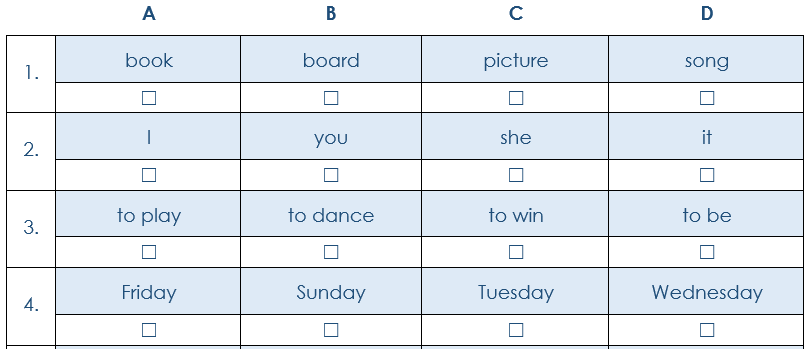 A B C D
1. book board picture song
☐ ☐ ☐ ☐
2. I you she it
☐ ☐ ☐ ☐
3. to play to dance to win to be
☐ ☐ ☐ ☐
4. Friday Sunday Tuesday Wednesday
☐ ☐ ☐ ☐